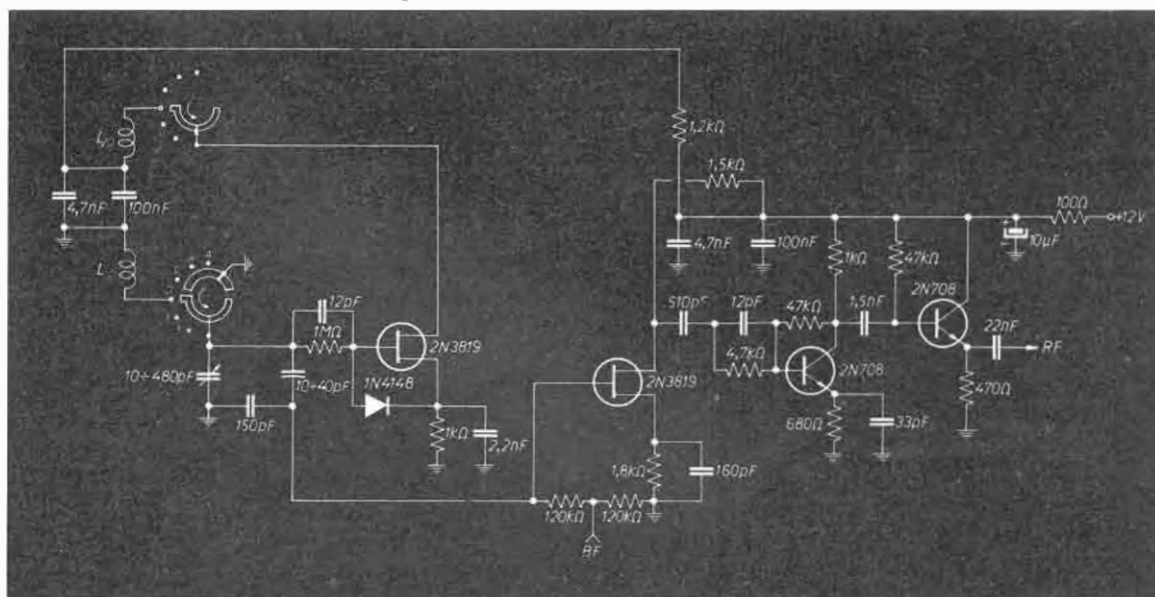 1,2kΩ
1,5kΩ
100Ω
+12V
4,7nF
100nF
L
4,7nF
100nF
1kΩ
47kΩ
10µF
12pF
1MΩ
2N3819
510pF
12pF
47kΩ
1,5nF
2N708
22nF
RF
10÷480pF
10÷40pF
1N4148
4,7kΩ
2N3819
2N708
470Ω
150pF
1kΩ
2,2nF
680Ω
33pF
1,8kΩ
160pF
120kΩ
120kΩ
BF